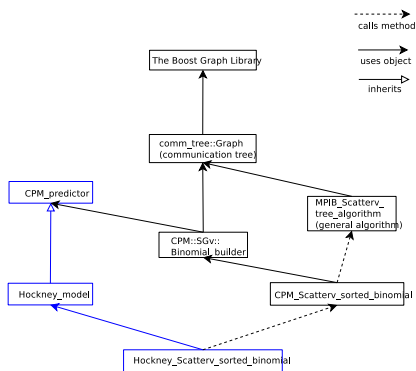 calls method
uses object
inherits
The Boost Graph Library
comm_tree::Graph
(communication tree)
CPM_predictor
MPIB_Scatterv_
tree_algorithm
(general algorithm)
CPM::SGv::
Binomial_builder
Hockney_model
CPM_Scatterv_sorted_binomial
Hockney_Scatterv_sorted_binomial